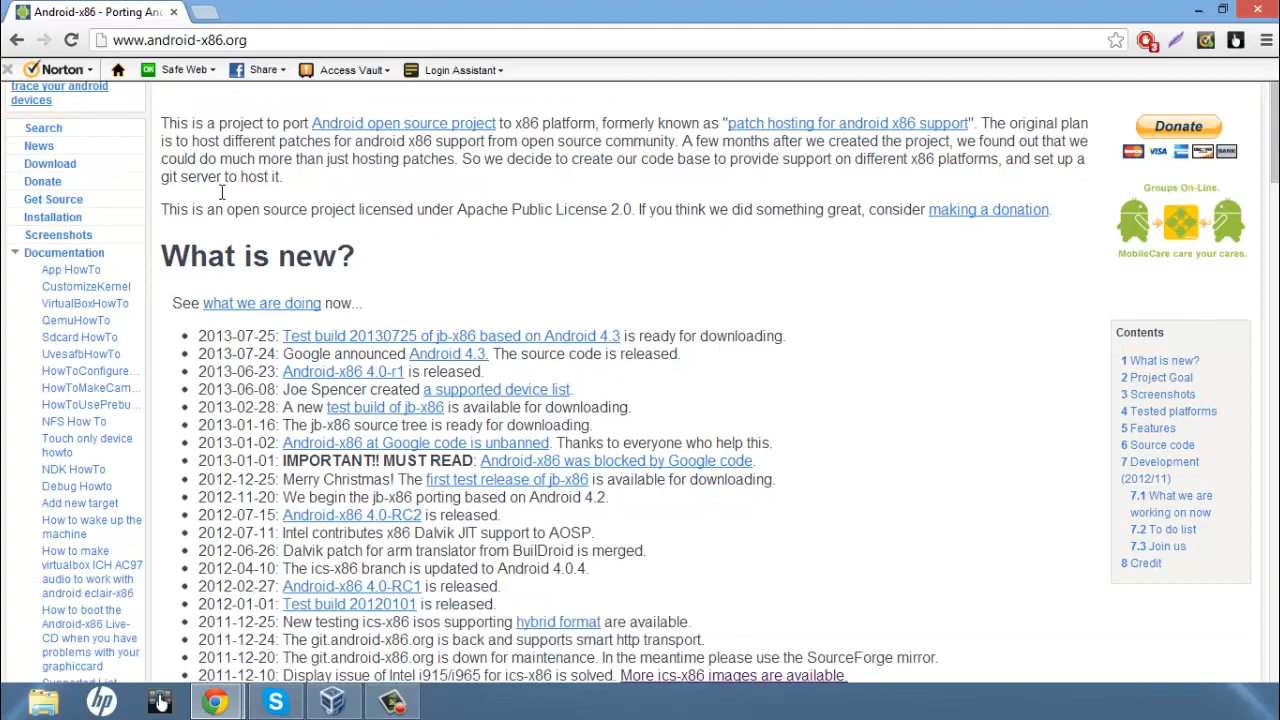 Android-x86 - Porting An
www.android-x86.org
3
Norton
OK Safe Web
Share
Access Vault
Login Assistant
trace your android
devices
Search
News
Download
Donate
Get Source
Installation
Screenshots
Documentation
App HowTo
CustomizeKernel
VirtualBoxHowTo
QemuHowTo
Sdcard HowTo
UvesafbHowTo
HowToConfigure...
HowToMakeCam...
HowToUsePrebu...
NFS How To
Touch only device
howto
NDK HowTo
Debug Howto
Add new target
How to wake up the
machine
How to make
virtualbox ICH AC97
audio to work with
android eclair-x86
How to boot the
Android-x86 Live-
CD when you have
problems with your
graphiccard
Supported List
This is a project to port Android open source project to x86 platform, formerly known as "patch hosting for android x86 support". The original plan
is to host different patches for android x86 support from open source community. A few months after we created the project, we found out that we
could do much more than just hosting patches. So we decide to create our code base to provide support on different x86 platforms, and set up a
git server to host it.
This is an open source project licensed under Apache Public License 2.0. If you think we did something great, consider making a donation.
What is new?
See what we are doing now...
2013-07-25: Test build 20130725 of jb-x86 based on Android 4.3 is ready for downloading.
2013-07-24: Google announced Android 4.3. The source code is released.
2013-06-23: Android-x86 4.0-r1 is released.
2013-06-08: Joe Spencer created a supported device list.
2013-02-28: A new test build of jb-x86 is available for downloading.
2013-01-16: The jb-x86 source tree is ready for downloading.
2013-01-02: Android-x86 at Google code is unbanned. Thanks to everyone who help this.
2013-01-01: IMPORTANT!! MUST READ: Android-x86 was blocked by Google code.
2012-12-25: Merry Christmas! The first test release of jb-x86 is available for downloading.
2012-11-20: We begin the jb-x86 porting based on Android 4.2.
2012-07-15: Android-x86 4.0-RC2 is released.
2012-07-11: Intel contributes x86 Dalvik JIT support to AOSP.
2012-06-26: Dalvik patch for arm translator from BuilDroid is merged.
2012-04-10: The ics-x86 branch is updated to Android 4.0.4.
2012-02-27: Android-x86 4.0-RC1 is released.
2012-01-01: Test build 20120101 is released.
2011-12-25: New testing ics-x86 isos supporting hybrid format are available.
2011-12-24: The git.android-x86.org is back and supports smart http transport.
2011-12-20: The git.android-x86.org is down for maintenance. In the meantime please use the SourceForge mirror.
2011-12-10: Display issue of Intel i915/i965 for ics-x86 is solved. More ics-x86 images are available.
Donate
VISA
BANK
Groups On-Line.
MobileCare care your cares.
Contents
1 What is new?
2 Project Goal
3 Screenshots
4 Tested platforms
5 Features
6 Source code
7 Development
(2012/11)
7.1 What we are
working on now
7.2 To do list
7.3 Join us
8 Credit
hp
S